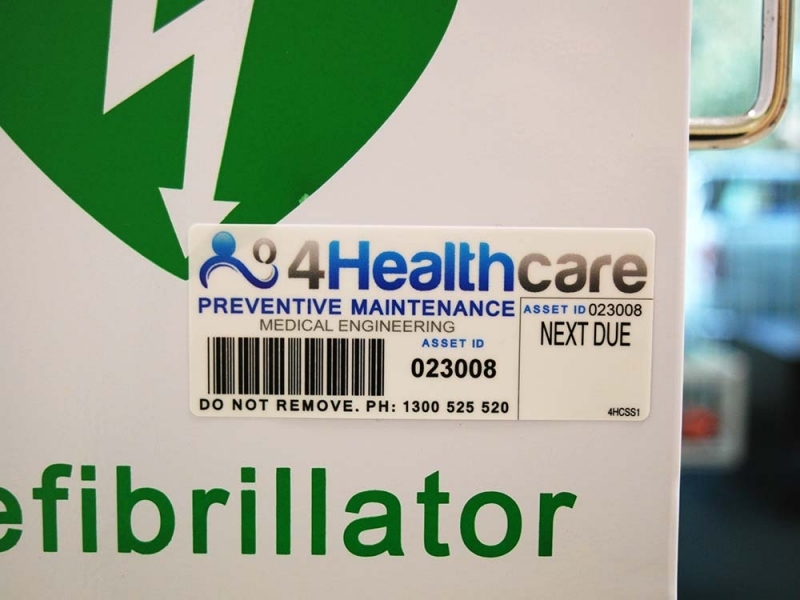 4Healthcare
PREVENTIVE MAINTENANCE
MEDICAL ENGINEERING
ASSET ID
023008
DO NOT REMOVE. PH: 1300 525 520
ASSET ID 023008
NEXT DUE
4HCSS1
efibrillator